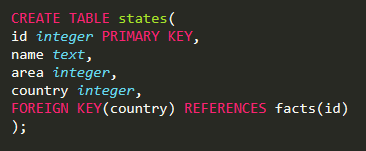 CREATE TABLE states(
id integer PRIMARY KEY,
name text,
area integer,
country integer,
FOREIGN KEY(country) REFERENCES facts(id)
);